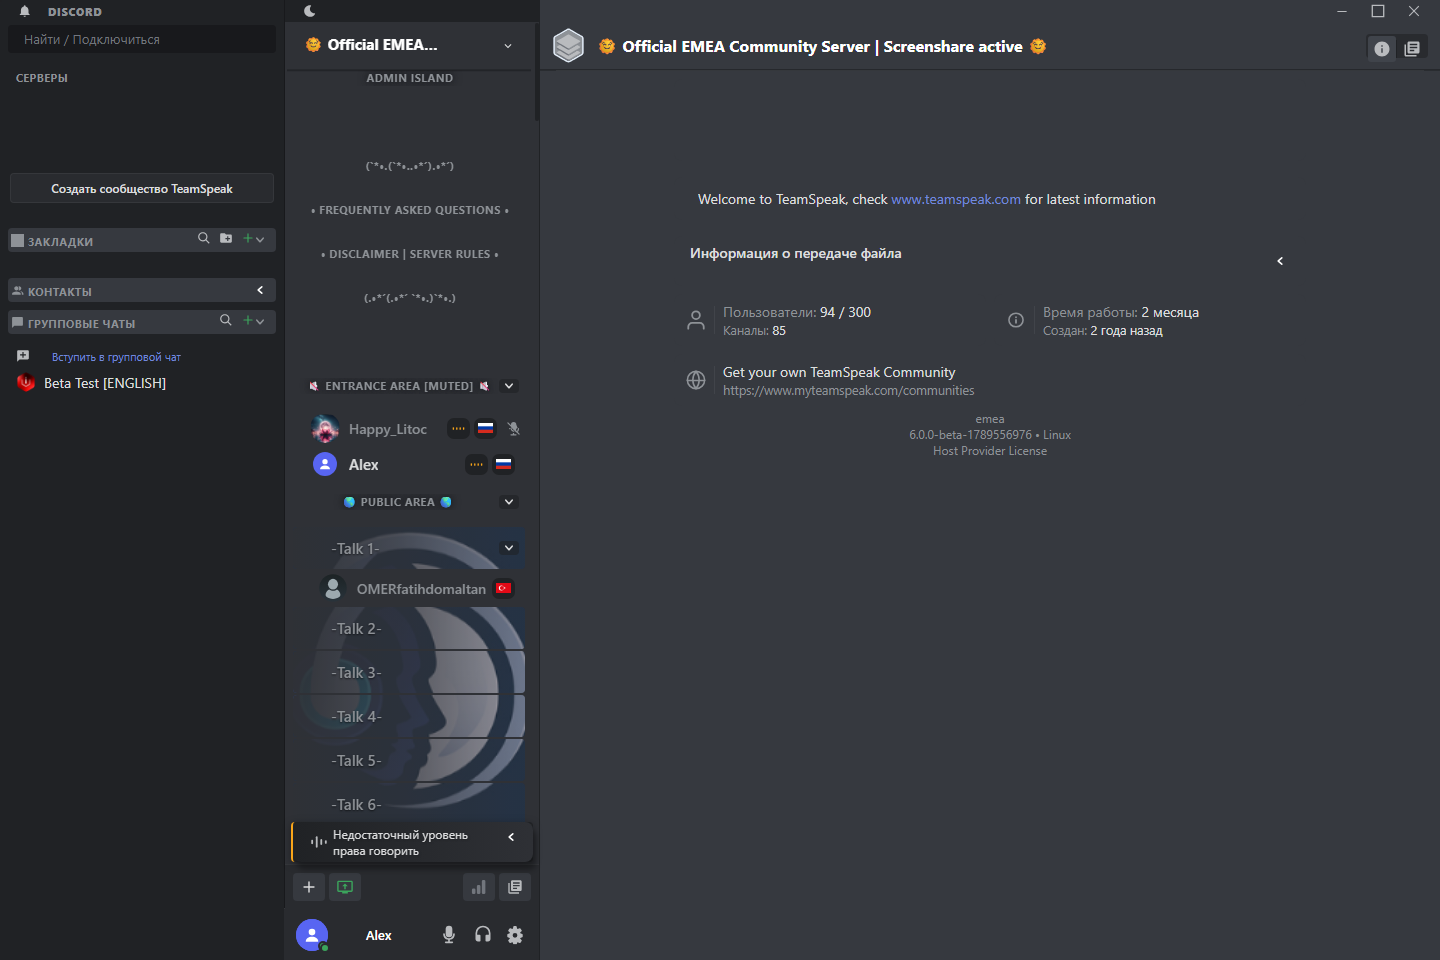 DISCORD
Найти / Подключиться
СЕРВЕРЫ
Создать сообщество TeamSpeak
ЗАКЛАДКИ
КОНТАКТЫ
ГРУППОВЫЕ ЧАТЫ
Вступить в групповой чат
Beta Test [ENGLISH]
Official EMEA...
ADMIN ISLAND
(`*•.(`*•..•*´).•*´)
• FREQUENTLY ASKED QUESTIONS •
• DISCLAIMER | SERVER RULES •
(.•*´(.•*´ `*•.)`*•.)
ENTRANCE AREA [MUTED]
Happy_Litoc
Alex
PUBLIC AREA
-Talk 1-
OMERfatihdomaltan
-Talk 2-
-Talk 3-
-Talk 4-
-Talk 5-
-Talk 6-
Недостаточный уровень
права говорить
Alex
Official EMEA Community Server | Screenshare active
Welcome to TeamSpeak, check www.teamspeak.com for latest information
Информация о передаче файла
Пользователи: 94 / 300
Каналы: 85
Время работы: 2 месяца
Создан: 2 года назад
Get your own TeamSpeak Community
https://www.myteamspeak.com/communities
emea
6.0.0-beta-1789556976 • Linux
Host Provider License